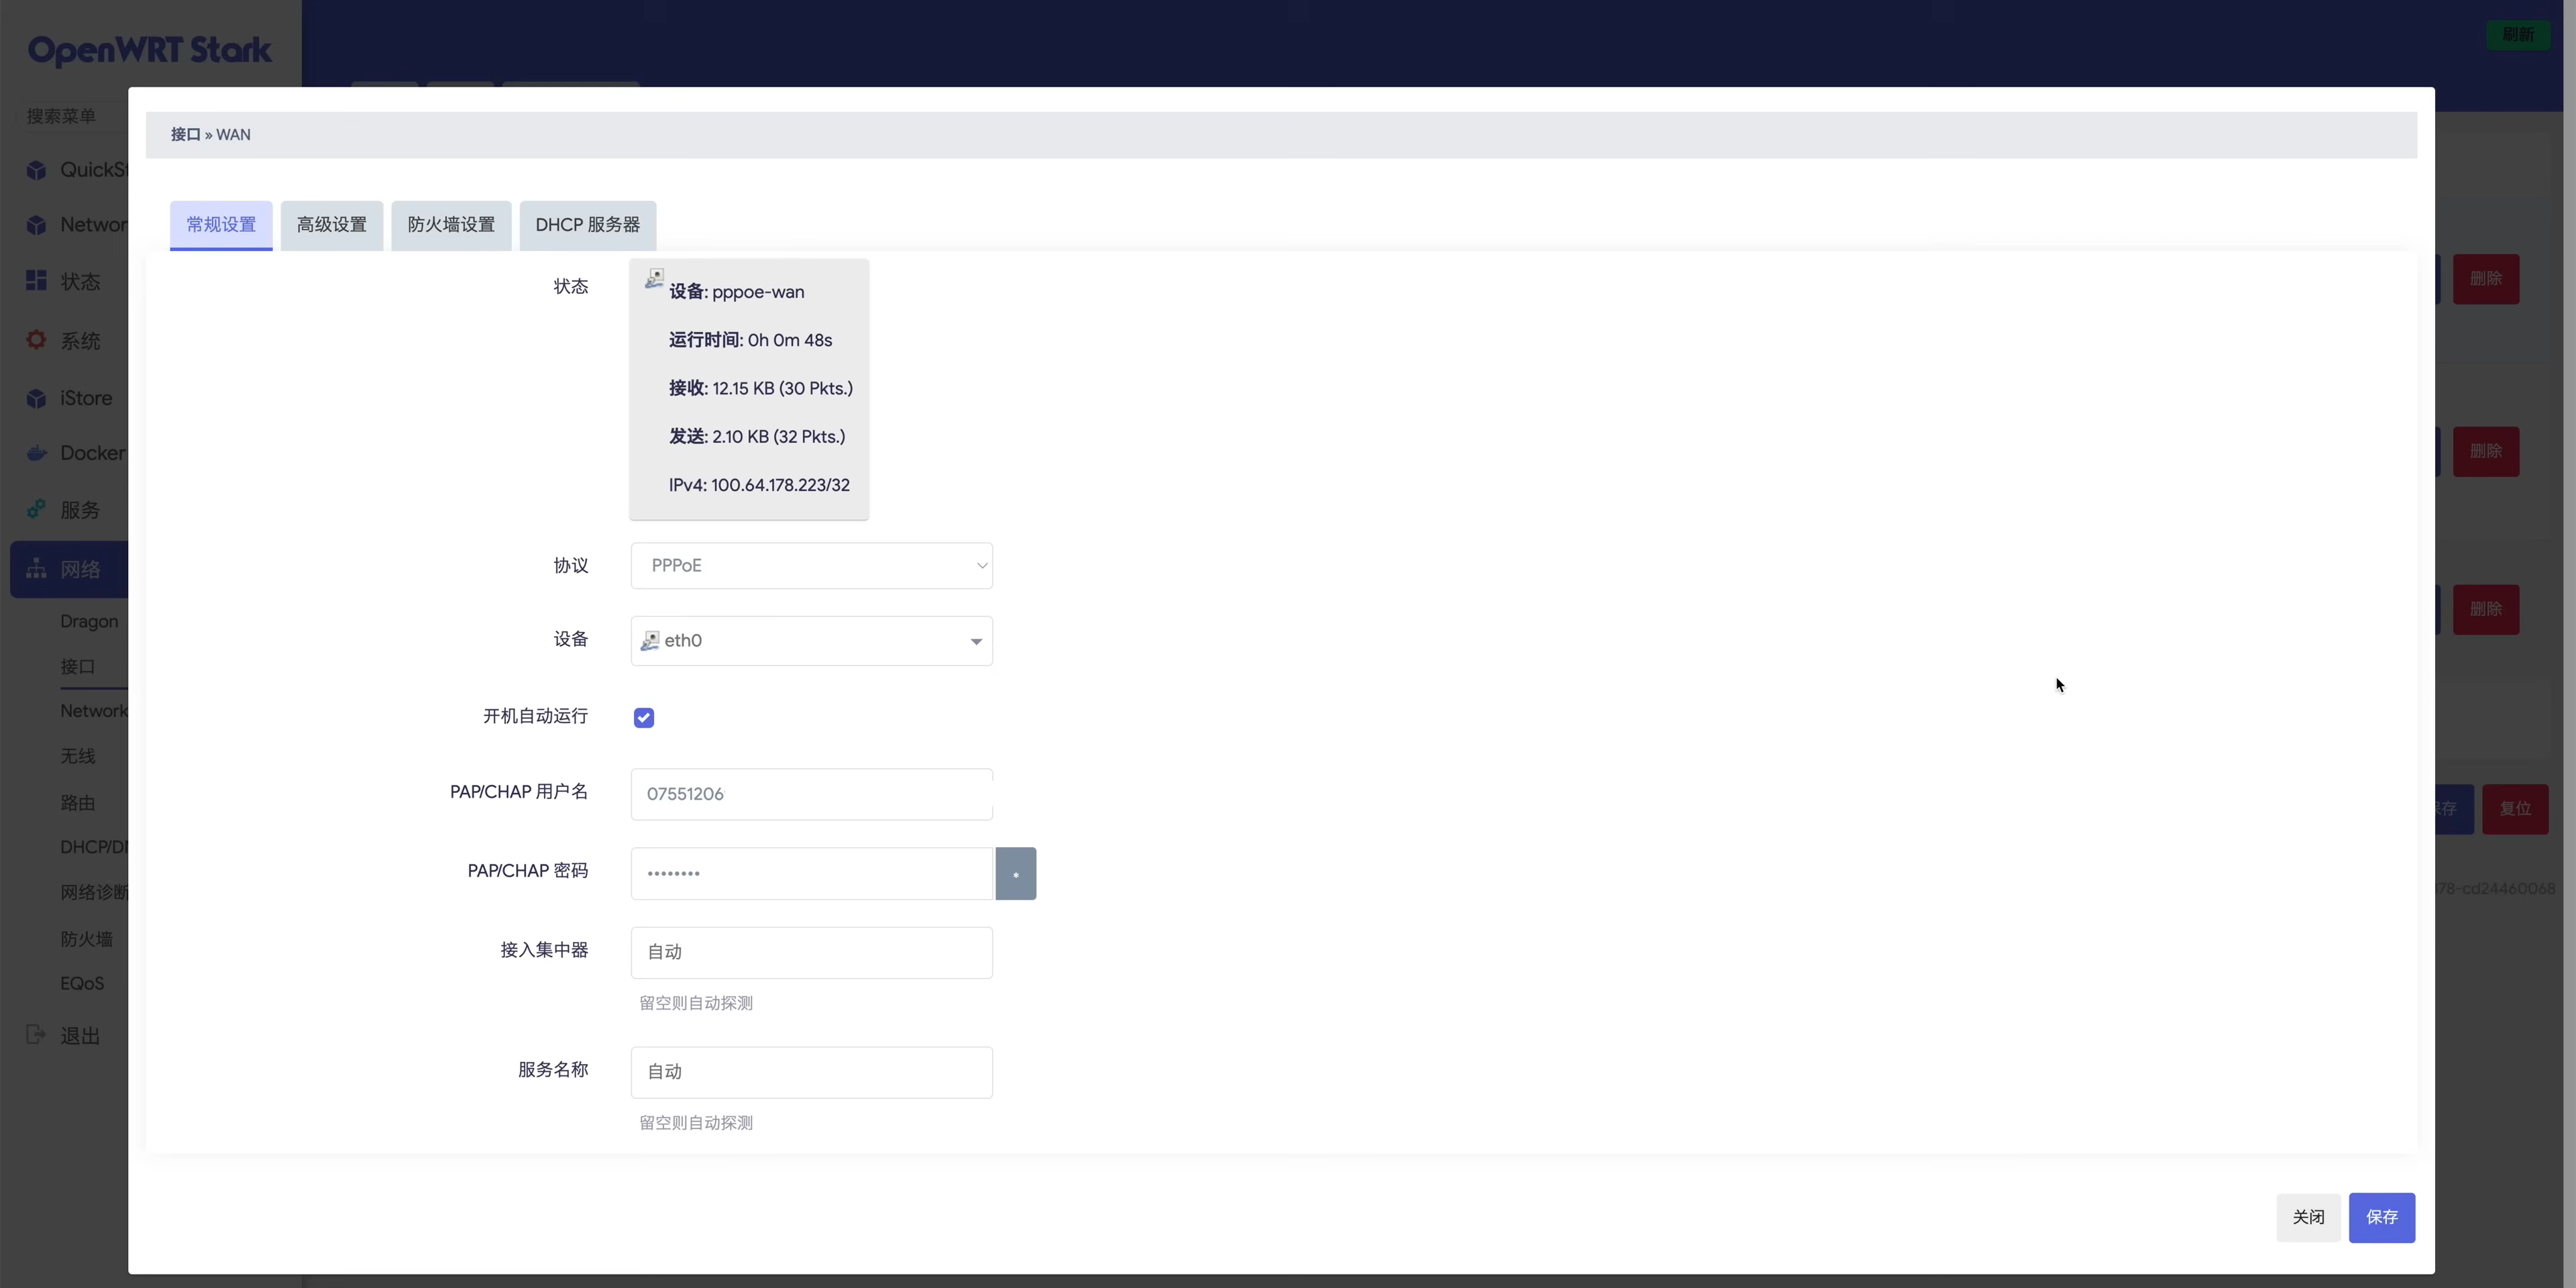 OpenWRT Stark
刷新
搜索菜单
接口 » WAN
QuickSt
Networ
状态
系统
iStore
Docker
服务
网络
Dragon
接口
Network
无线
路由
DHCP/DN
网络诊断
防火墙
EQoS
退出
常规设置 高级设置 防火墙设置 DHCP 服务器
状态
设备: pppoe-wan
运行时间: 0h 0m 48s
接收: 12.15 KB (30 Pkts.)
发送: 2.10 KB (32 Pkts.)
IPv4: 100.64.178.223/32
协议 PPPoE
设备 eth0
开机自动运行
PAP/CHAP 用户名 07551206
PAP/CHAP 密码 ••••••••
接入集中器 自动
留空则自动探测
服务名称 自动
留空则自动探测
关闭 保存
删除
删除
删除
保存 复位
78-cd24460068